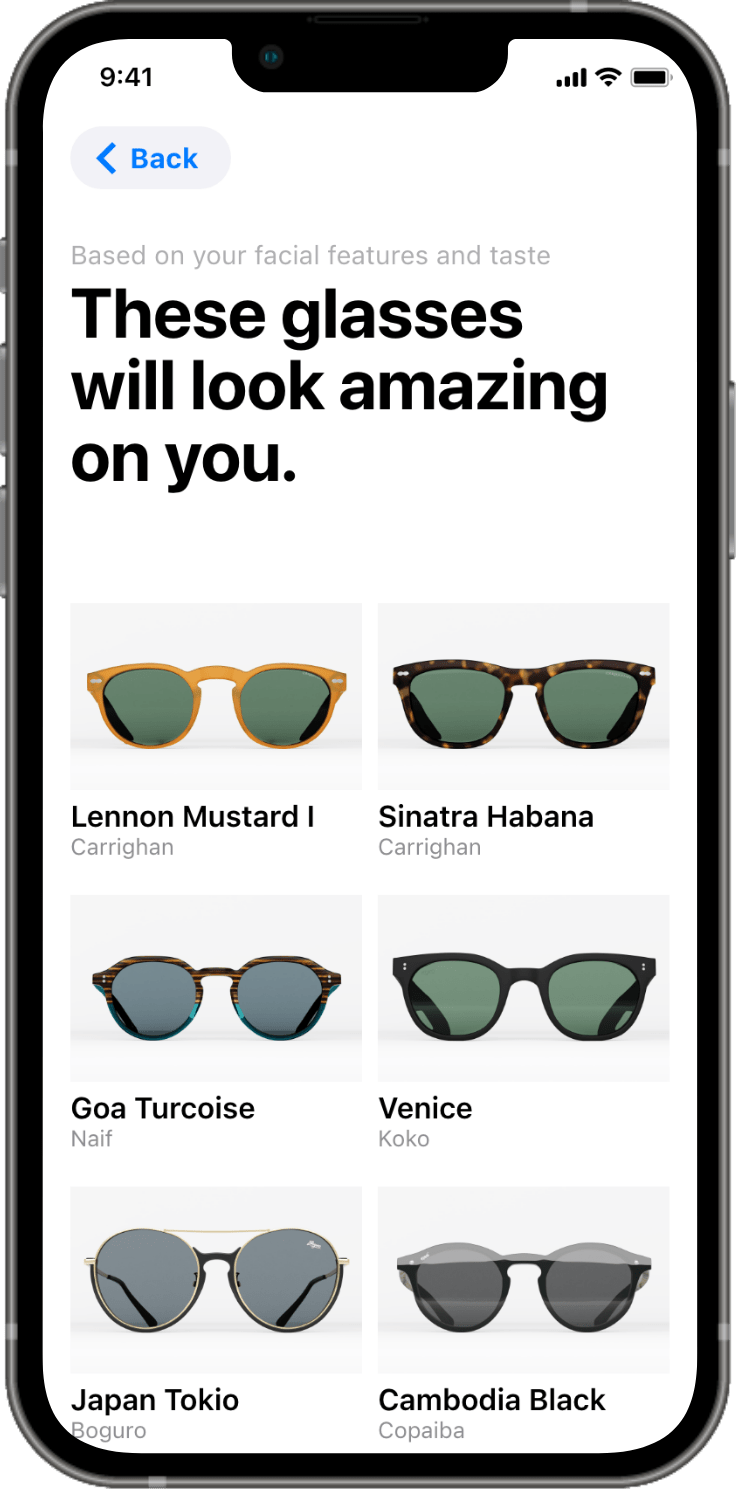 9:41
Back
Based on your facial features and taste
These glasses
will look amazing
on you.
Lennon Mustard I
Carrighan
Sinatra Habana
Carrighan
Goa Turcoise
Naif
Venice
Koko
Japan Tokio
Boguro
Cambodia Black
Copaiba